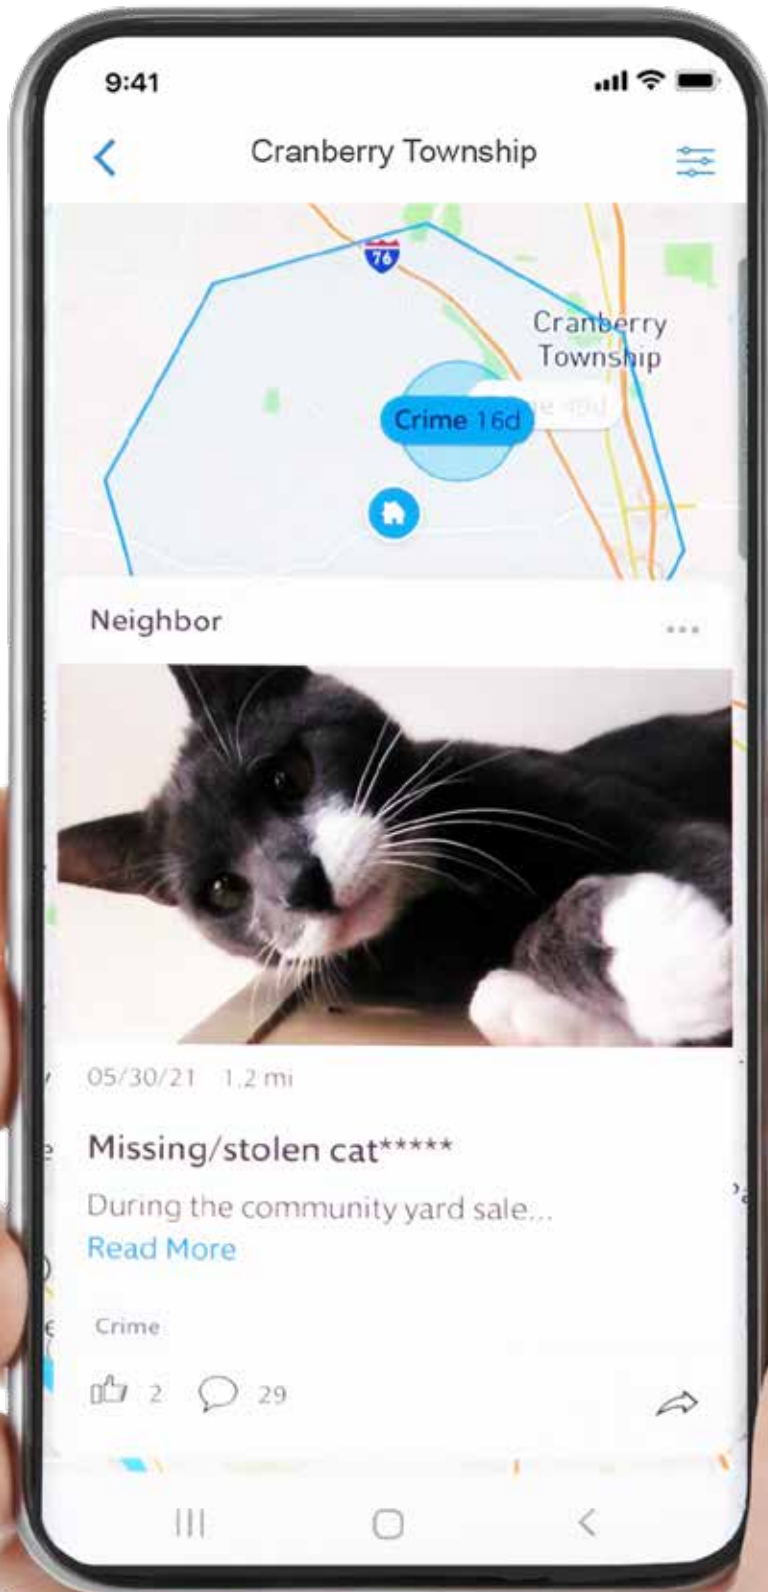 9:41
Cranberry Township
76
Cranberry
Township
Crime 16d
Neighbor
05/30/21 1.2 mi
Missing/stolen cat*****
During the community yard sale...
Read More
Crime
2 29